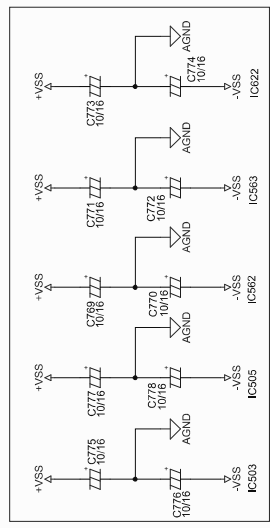 +VSS
C773
10/16
AGND
C774
10/16
-VSS
IC622
+VSS
C771
10/16
AGND
C772
10/16
-VSS
IC563
+VSS
C769
10/16
AGND
C770
10/16
-VSS
IC562
+VSS
C777
10/16
AGND
C778
10/16
-VSS
IC505
+VSS
C775
10/16
AGND
C776
10/16
-VSS
IC503